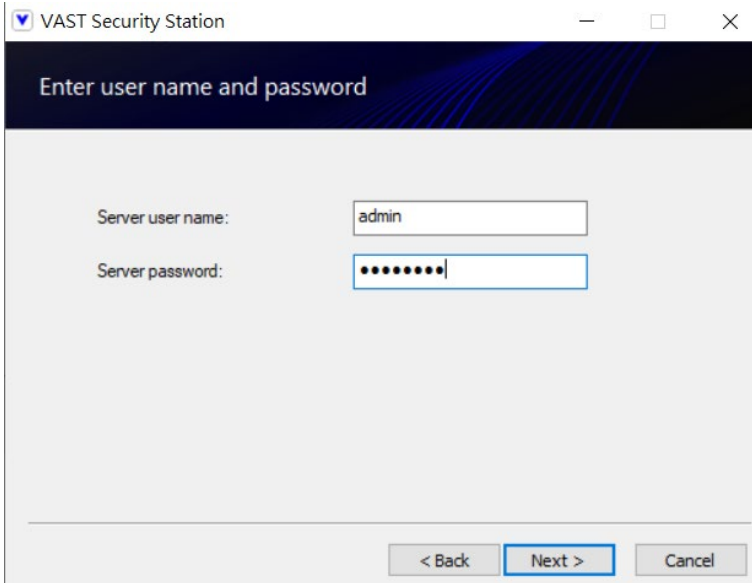 VAST Security Station
Enter user name and password
Server user name: admin
Server password: ●●●●●●●●
< Back Next > Cancel